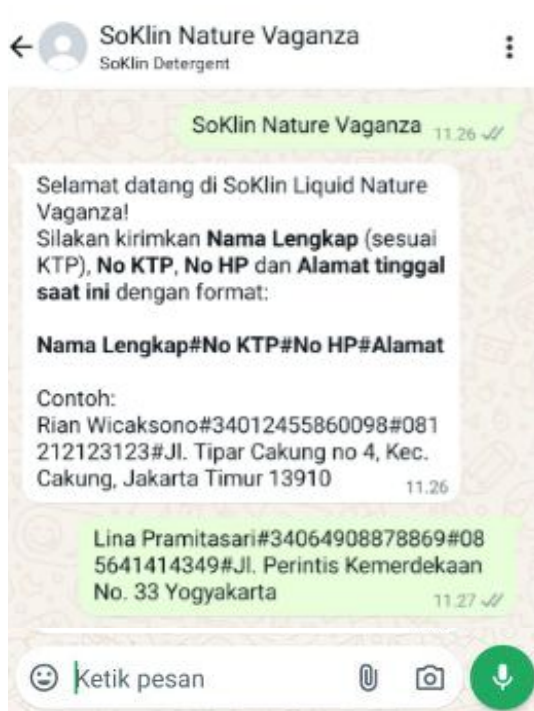 SoKlin Nature Vaganza
SoKlin Detergent
SoKlin Nature Vaganza 11.26
Selamat datang di SoKlin Liquid Nature
Vaganza!
Silakan kirimkan Nama Lengkap (sesuai
KTP), No KTP, No HP dan Alamat tinggal
saat ini dengan format:
Nama Lengkap#No KTP#No HP#Alamat
Contoh:
Rian Wicaksono#34012455860098#081
212123123#Jl. Tipar Cakung no 4, Kec.
Cakung, Jakarta Timur 13910 11.26
Lina Pramitasari#34064908878869#08
5641414349#Jl. Perintis Kemerdekaan
No. 33 Yogyakarta 11.27
Ketik pesan